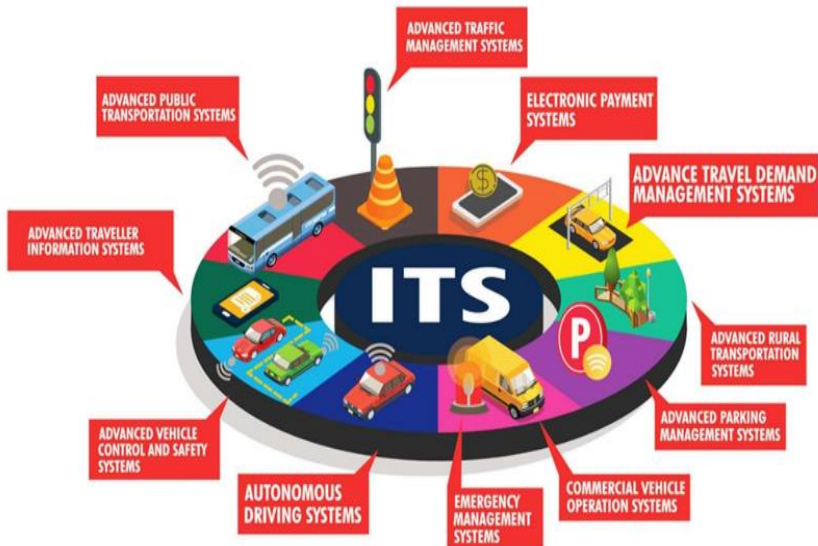 ADVANCED TRAFFIC
MANAGEMENT SYSTEMS
ADVANCED PUBLIC
TRANSPORTATION SYSTEMS
ELECTRONIC PAYMENT
SYSTEMS
ADVANCE TRAVEL DEMAND
MANAGEMENT SYSTEMS
ADVANCED TRAVELLER
INFORMATION SYSTEMS
$
ITS
P
ADVANCED RURAL
TRANSPORTATION
SYSTEMS
ADVANCED PARKING
MANAGEMENT SYSTEMS
ADVANCED VEHICLE
CONTROL AND SAFETY
SYSTEMS
AUTONOMOUS
DRIVING SYSTEMS
EMERGENCY
MANAGEMENT
SYSTEMS
COMMERCIAL VEHICLE
OPERATION SYSTEMS